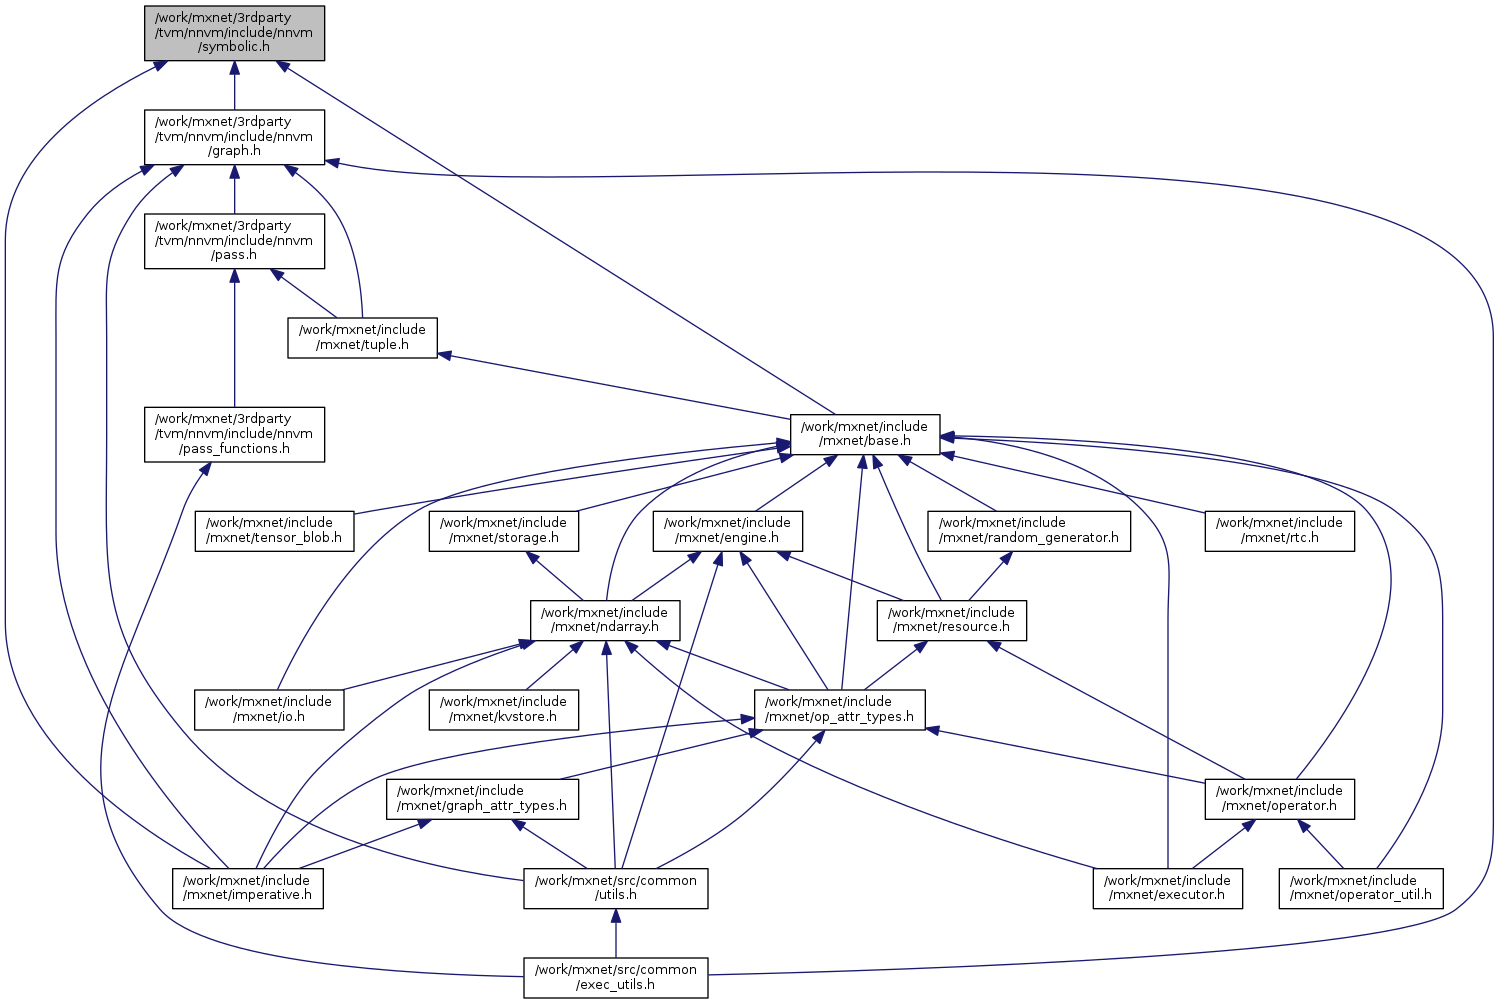 /work/mxnet/3rdparty
/tvm/nnvm/include/nnvm
/symbolic.h
/work/mxnet/3rdparty
/tvm/nnvm/include/nnvm
/graph.h
/work/mxnet/3rdparty
/tvm/nnvm/include/nnvm
/pass.h
/work/mxnet/include
/mxnet/tuple.h
/work/mxnet/3rdparty
/tvm/nnvm/include/nnvm
/pass_functions.h
/work/mxnet/include
/mxnet/base.h
/work/mxnet/include
/mxnet/tensor_blob.h
/work/mxnet/include
/mxnet/storage.h
/work/mxnet/include
/mxnet/engine.h
/work/mxnet/include
/mxnet/random_generator.h
/work/mxnet/include
/mxnet/rtc.h
/work/mxnet/include
/mxnet/ndarray.h
/work/mxnet/include
/mxnet/resource.h
/work/mxnet/include
/mxnet/io.h
/work/mxnet/include
/mxnet/kvstore.h
/work/mxnet/include
/mxnet/op_attr_types.h
/work/mxnet/include
/mxnet/graph_attr_types.h
/work/mxnet/include
/mxnet/operator.h
/work/mxnet/include
/mxnet/imperative.h
/work/mxnet/src/common
/utils.h
/work/mxnet/include
/mxnet/executor.h
/work/mxnet/include
/mxnet/operator_util.h
/work/mxnet/src/common
/exec_utils.h